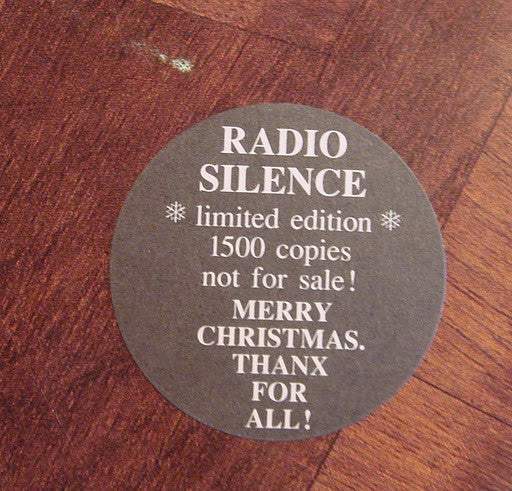 RADIO
SILENCE
limited edition
1500 copies
not for sale!
MERRY
CHRISTMAS.
THANX
FOR
ALL!